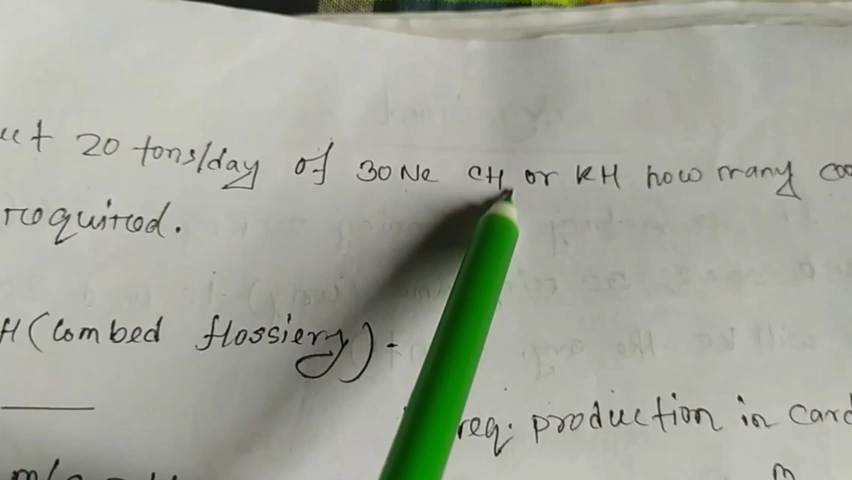 20 tons/day of 30 Ne CH or KH how many
required.
H (Combed Hossiery) -
req. production in card